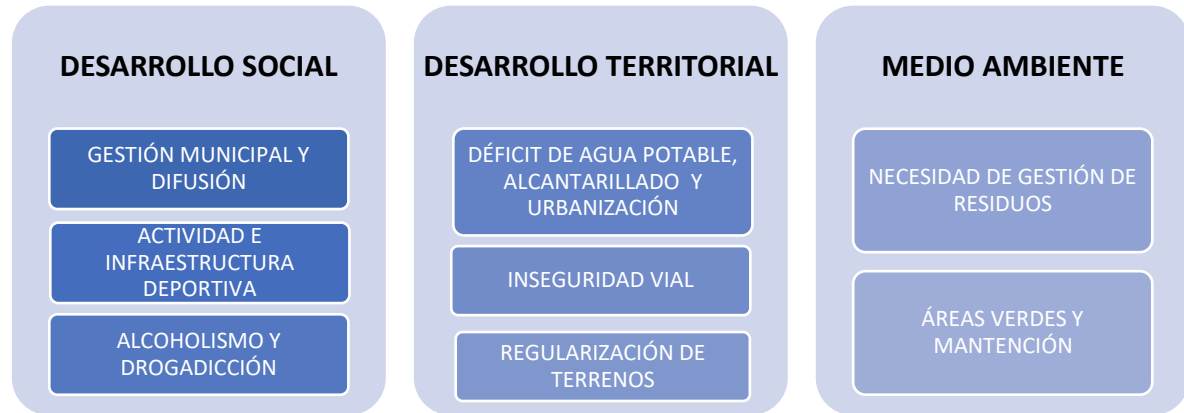 DESARROLLO SOCIAL
GESTIÓN MUNICIPAL Y
DIFUSIÓN
ACTIVIDAD E
INFRAESTRUCTURA
DEPORTIVA
ALCOHOLISMO Y
DROGADICCIÓN
DESARROLLO TERRITORIAL
DÉFICIT DE AGUA POTABLE,
ALCANTARILLADO Y
URBANIZACIÓN
INSEGURIDAD VIAL
REGULARIZACIÓN DE
TERRENOS
MEDIO AMBIENTE
NECESIDAD DE GESTIÓN DE
RESIDUOS
ÁREAS VERDES Y
MANTENCIÓN